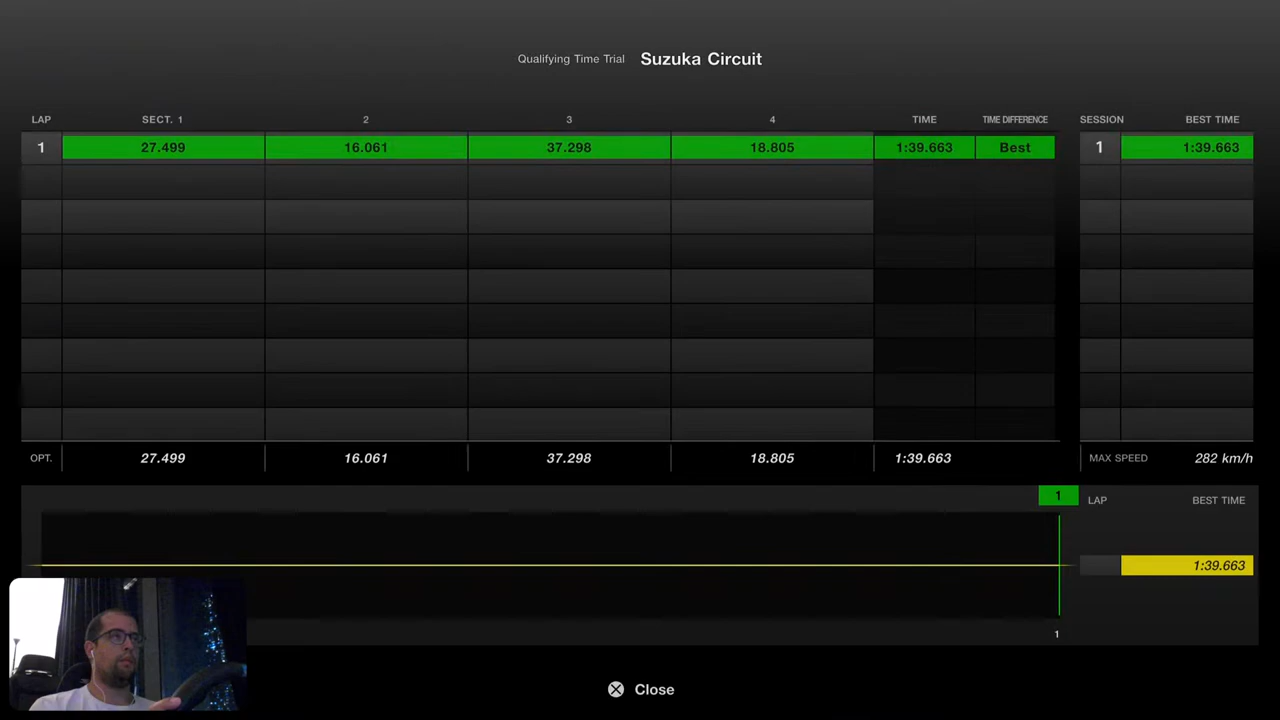 Qualifying Time Trial Suzuka Circuit
LAP SECT. 1 2 3 4 TIME TIME DIFFERENCE SESSION BEST TIME
1 27.499 16.061 37.298 18.805 1:39.663 Best 1 1:39.663
OPT. 27.499 16.061 37.298 18.805 1:39.663 MAX SPEED 282 km/h
1 LAP BEST TIME
1:39.663
1
Close